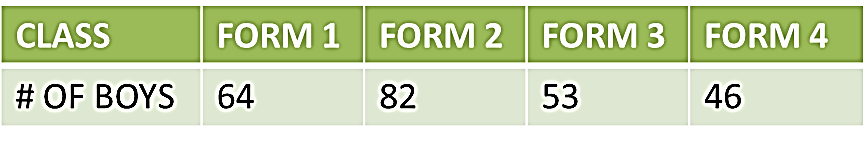 CLASS FORM 1 FORM 2 FORM 3 FORM 4
# OF BOYS 64 82 53 46